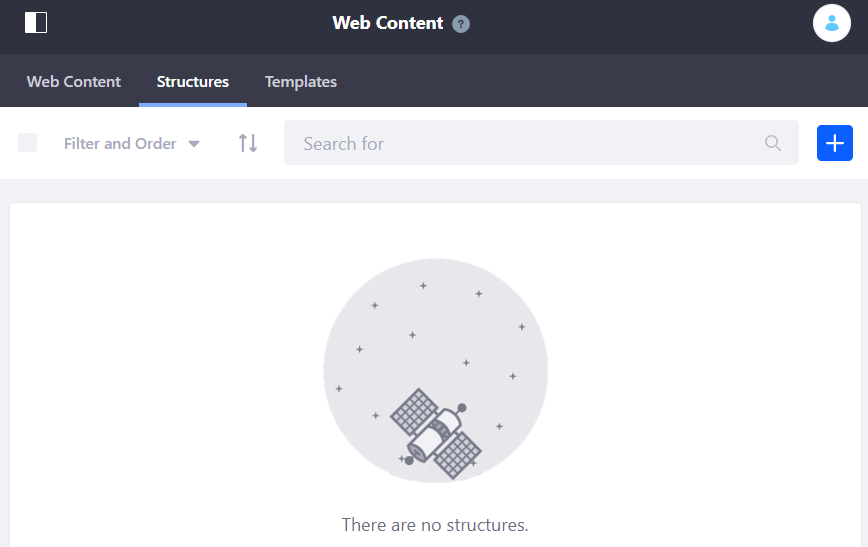 Web Content ?
Web Content Structures Templates
Filter and Order Search for
There are no structures.